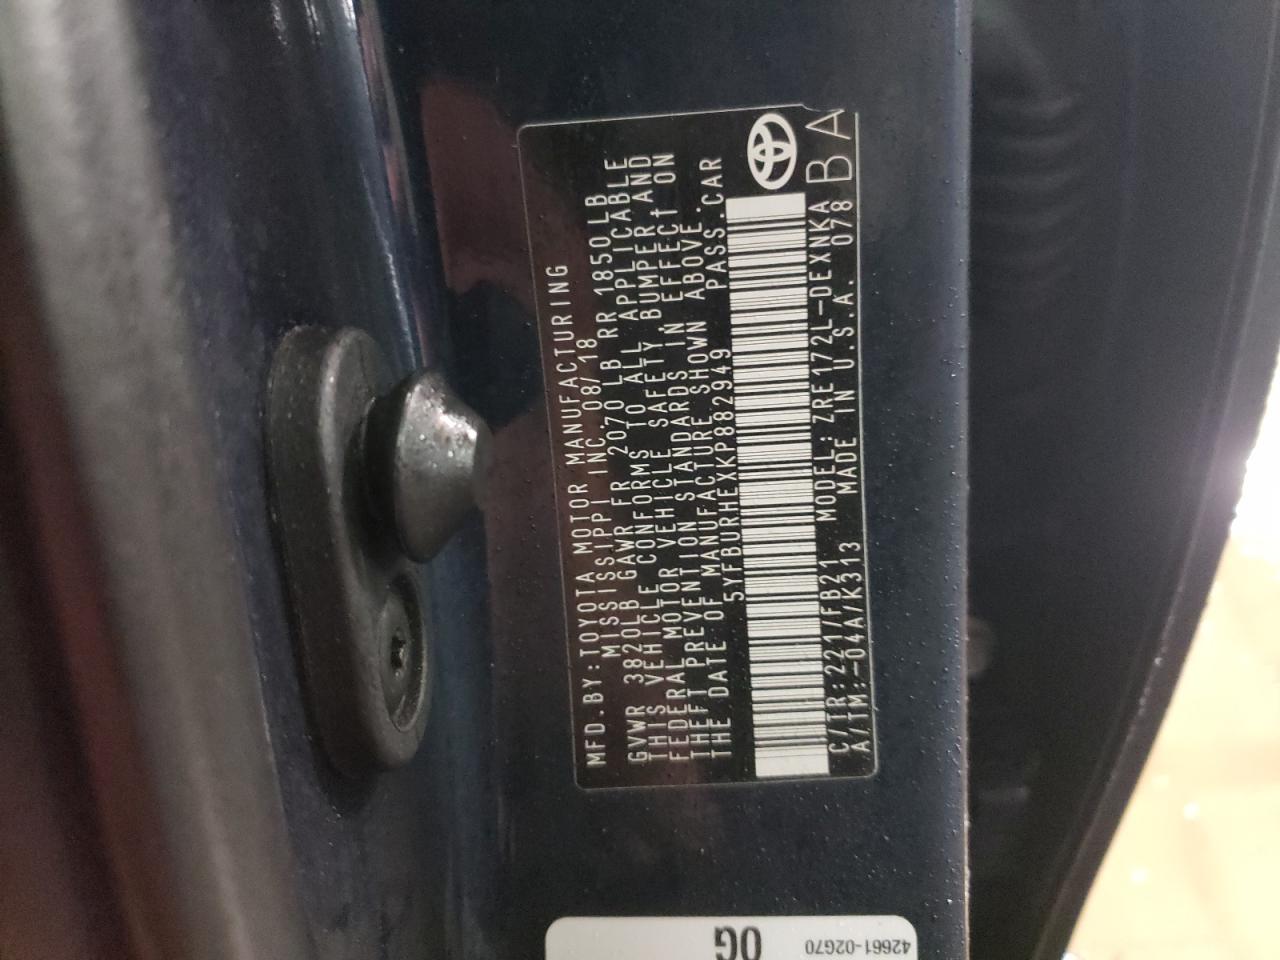 MFD.BY:TOYOTA MOTOR MANUFACTURING
MISSISSIPPI INC. 08/18
GVWR 3820LB GAWR FR 2070LB RR 1850LB
THIS VEHICLE CONFORMS TO ALL APPLICABLE
FEDERAL MOTOR VEHICLE SAFETY,BUMPER,AND
THEFT PREVENTION STANDARDS IN EFFECT ON
THE DATE OF MANUFACTURE SHOWN ABOVE.
5YFBURHEXKP882949 PASS.CAR
C/TR:221/FB21 MODEL:ZRE172L-DEXNKA
A/TM:-04A/K313 MADE IN U.S.A. 078
BA
0G
42661-02G70